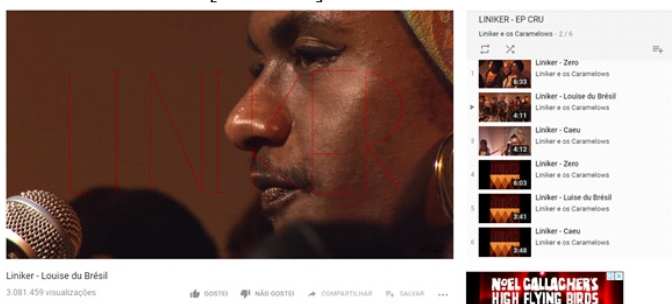 LINIKER
Liniker - Louise du Brésil
3.081.459 visualizações
GOSTEI
NÃO GOSTEI
COMPARTILHAR
SALVAR
LINIKER - EP CRU
Liniker e os Caramelows - 2 / 6
1
6:33
Liniker - Zero
Liniker e os Caramelows
4:11
Liniker - Louise du Brésil
Liniker e os Caramelows
3
4:12
Liniker - Caeu
Liniker e os Caramelows
4
6:03
Liniker - Zero
Liniker e os Caramelows
5
3:41
Liniker - Luise du Brésil
Liniker e os Caramelows
6
3:48
Liniker - Caeu
Liniker e os Caramelows
NOEL GALLAGHER'S
HIGH FLYING BIRDS